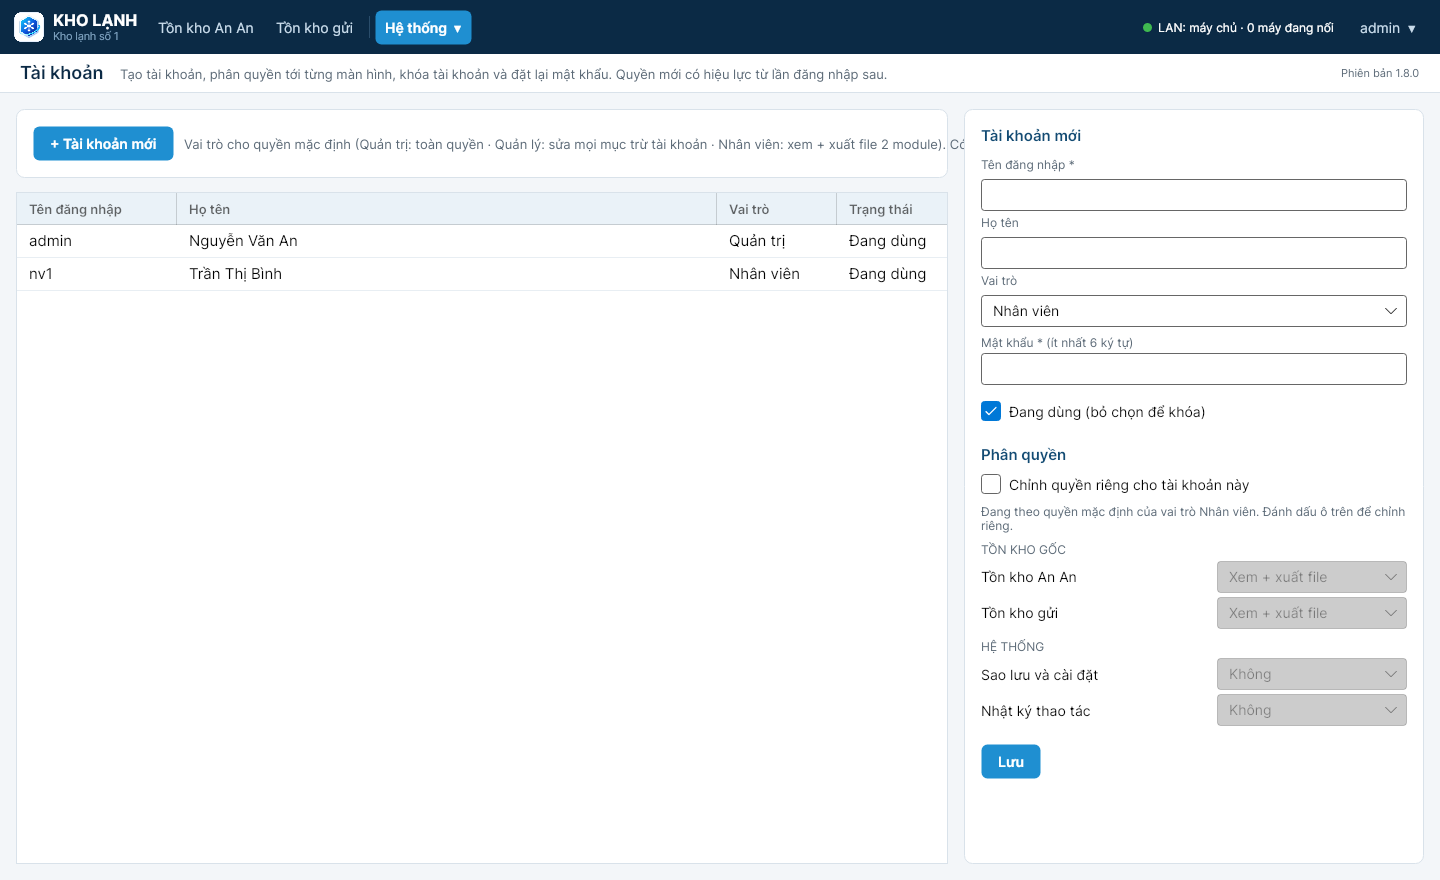 KHO LẠNH
Kho lạnh số 1
Tồn kho An An
Tồn kho gửi
Hệ thống ▾
LAN: máy chủ · 0 máy đang nối
admin ▾
Tài khoản
Tạo tài khoản, phân quyền tới từng màn hình, khóa tài khoản và đặt lại mật khẩu. Quyền mới có hiệu lực từ lần đăng nhập sau.
Phiên bản 1.8.0
+ Tài khoản mới
Vai trò cho quyền mặc định (Quản trị: toàn quyền · Quản lý: sửa mọi mục trừ tài khoản · Nhân viên: xem + xuất file 2 module).
Tên đăng nhập
Họ tên
Vai trò
Trạng thái
admin
Nguyễn Văn An
Quản trị
Đang dùng
nv1
Trần Thị Bình
Nhân viên
Đang dùng
Tài khoản mới
Tên đăng nhập *
Họ tên
Vai trò
Nhân viên
Mật khẩu * (ít nhất 6 ký tự)
Đang dùng (bỏ chọn để khóa)
Phân quyền
Chỉnh quyền riêng cho tài khoản này
Đang theo quyền mặc định của vai trò Nhân viên. Đánh dấu ô trên để chỉnh
riêng.
TỒN KHO GỐC
Tồn kho An An
Xem + xuất file
Tồn kho gửi
Xem + xuất file
HỆ THỐNG
Sao lưu và cài đặt
Không
Nhật ký thao tác
Không
Lưu